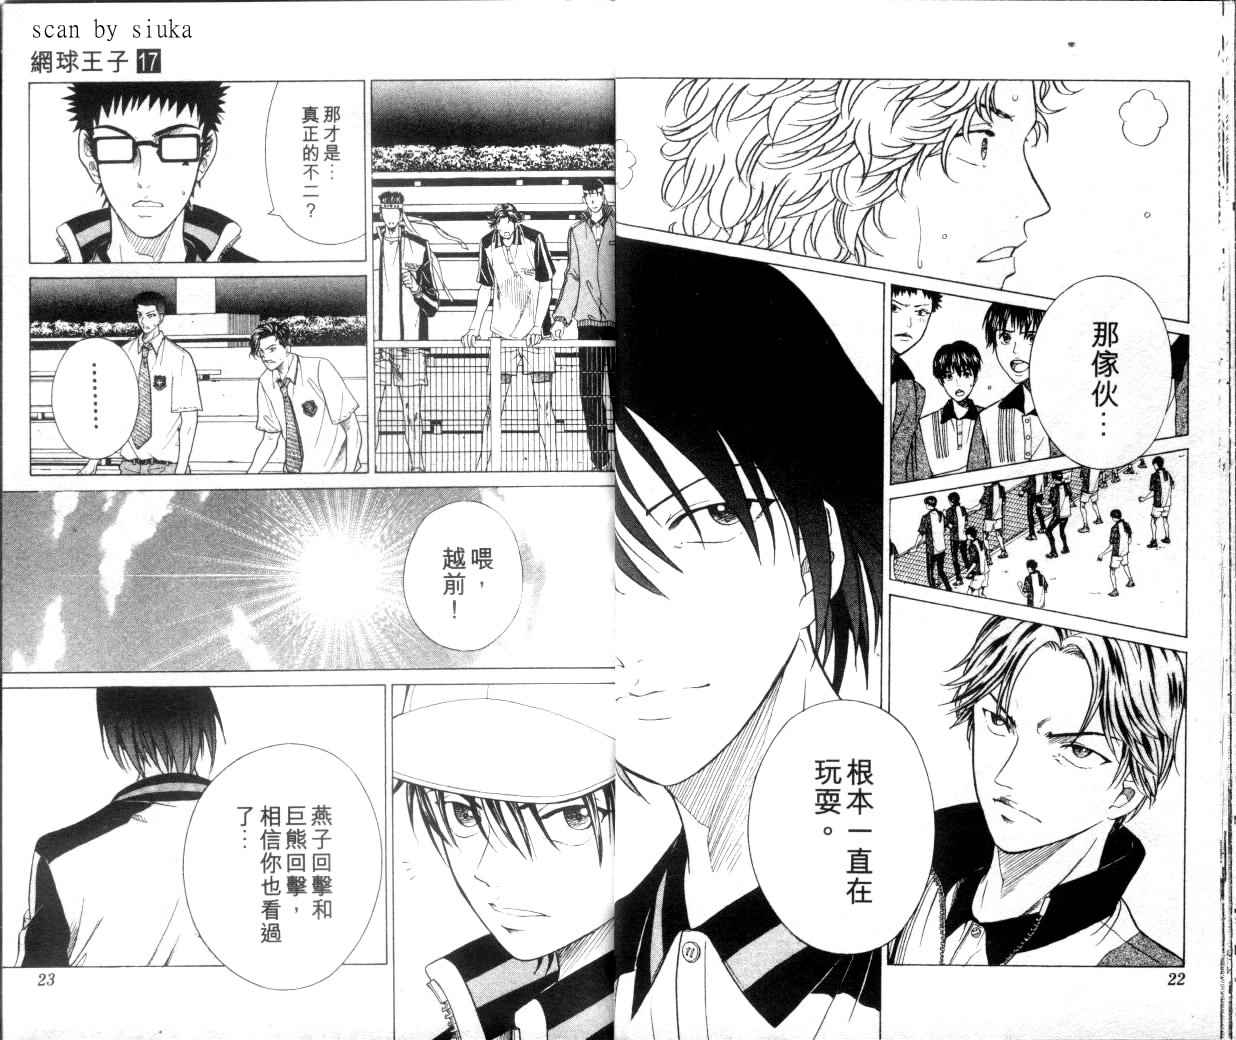 scan by siuka
網球王子 17
那傢伙…
根本一直在
玩耍。
22
那才是…
真正的不二？
………
喂，
越前！
燕子回擊和
巨熊回擊，
相信你也看過
了…
23